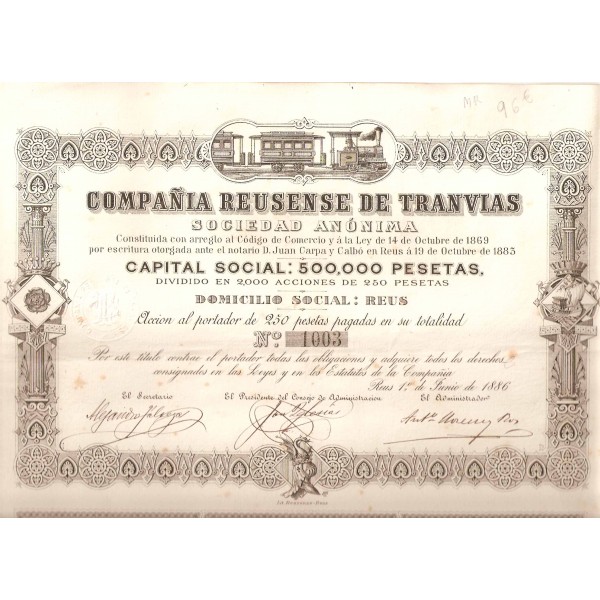 MR 96€
COMPAÑIA REUSENSE DE TRANVIAS
SOCIEDAD ANÓNIMA
Constituida con arreglo al Código de Comercio y á la Ley de 14 de Octubre de 1869
por escritura otorgada ante el notario D. Juan Carpa y Calbó en Reus á 19 de Octubre de 1883
CAPITAL SOCIAL: 500,000 PESETAS,
DIVIDIDO EN 2,000 ACCIONES DE 250 PESETAS
DOMICILIO SOCIAL: REUS
Accion al portador de 250 pesetas pagadas en su totalidad
Nº 1003
Por este título contrae el portador todas las obligaciones y adquiere todos los derechos
consignados en las Leyes y en los Estatutos de la Compañía
Reus 1º de Junio de 1886
El Secretario El Presidente del Consejo de Administracion El Administrador